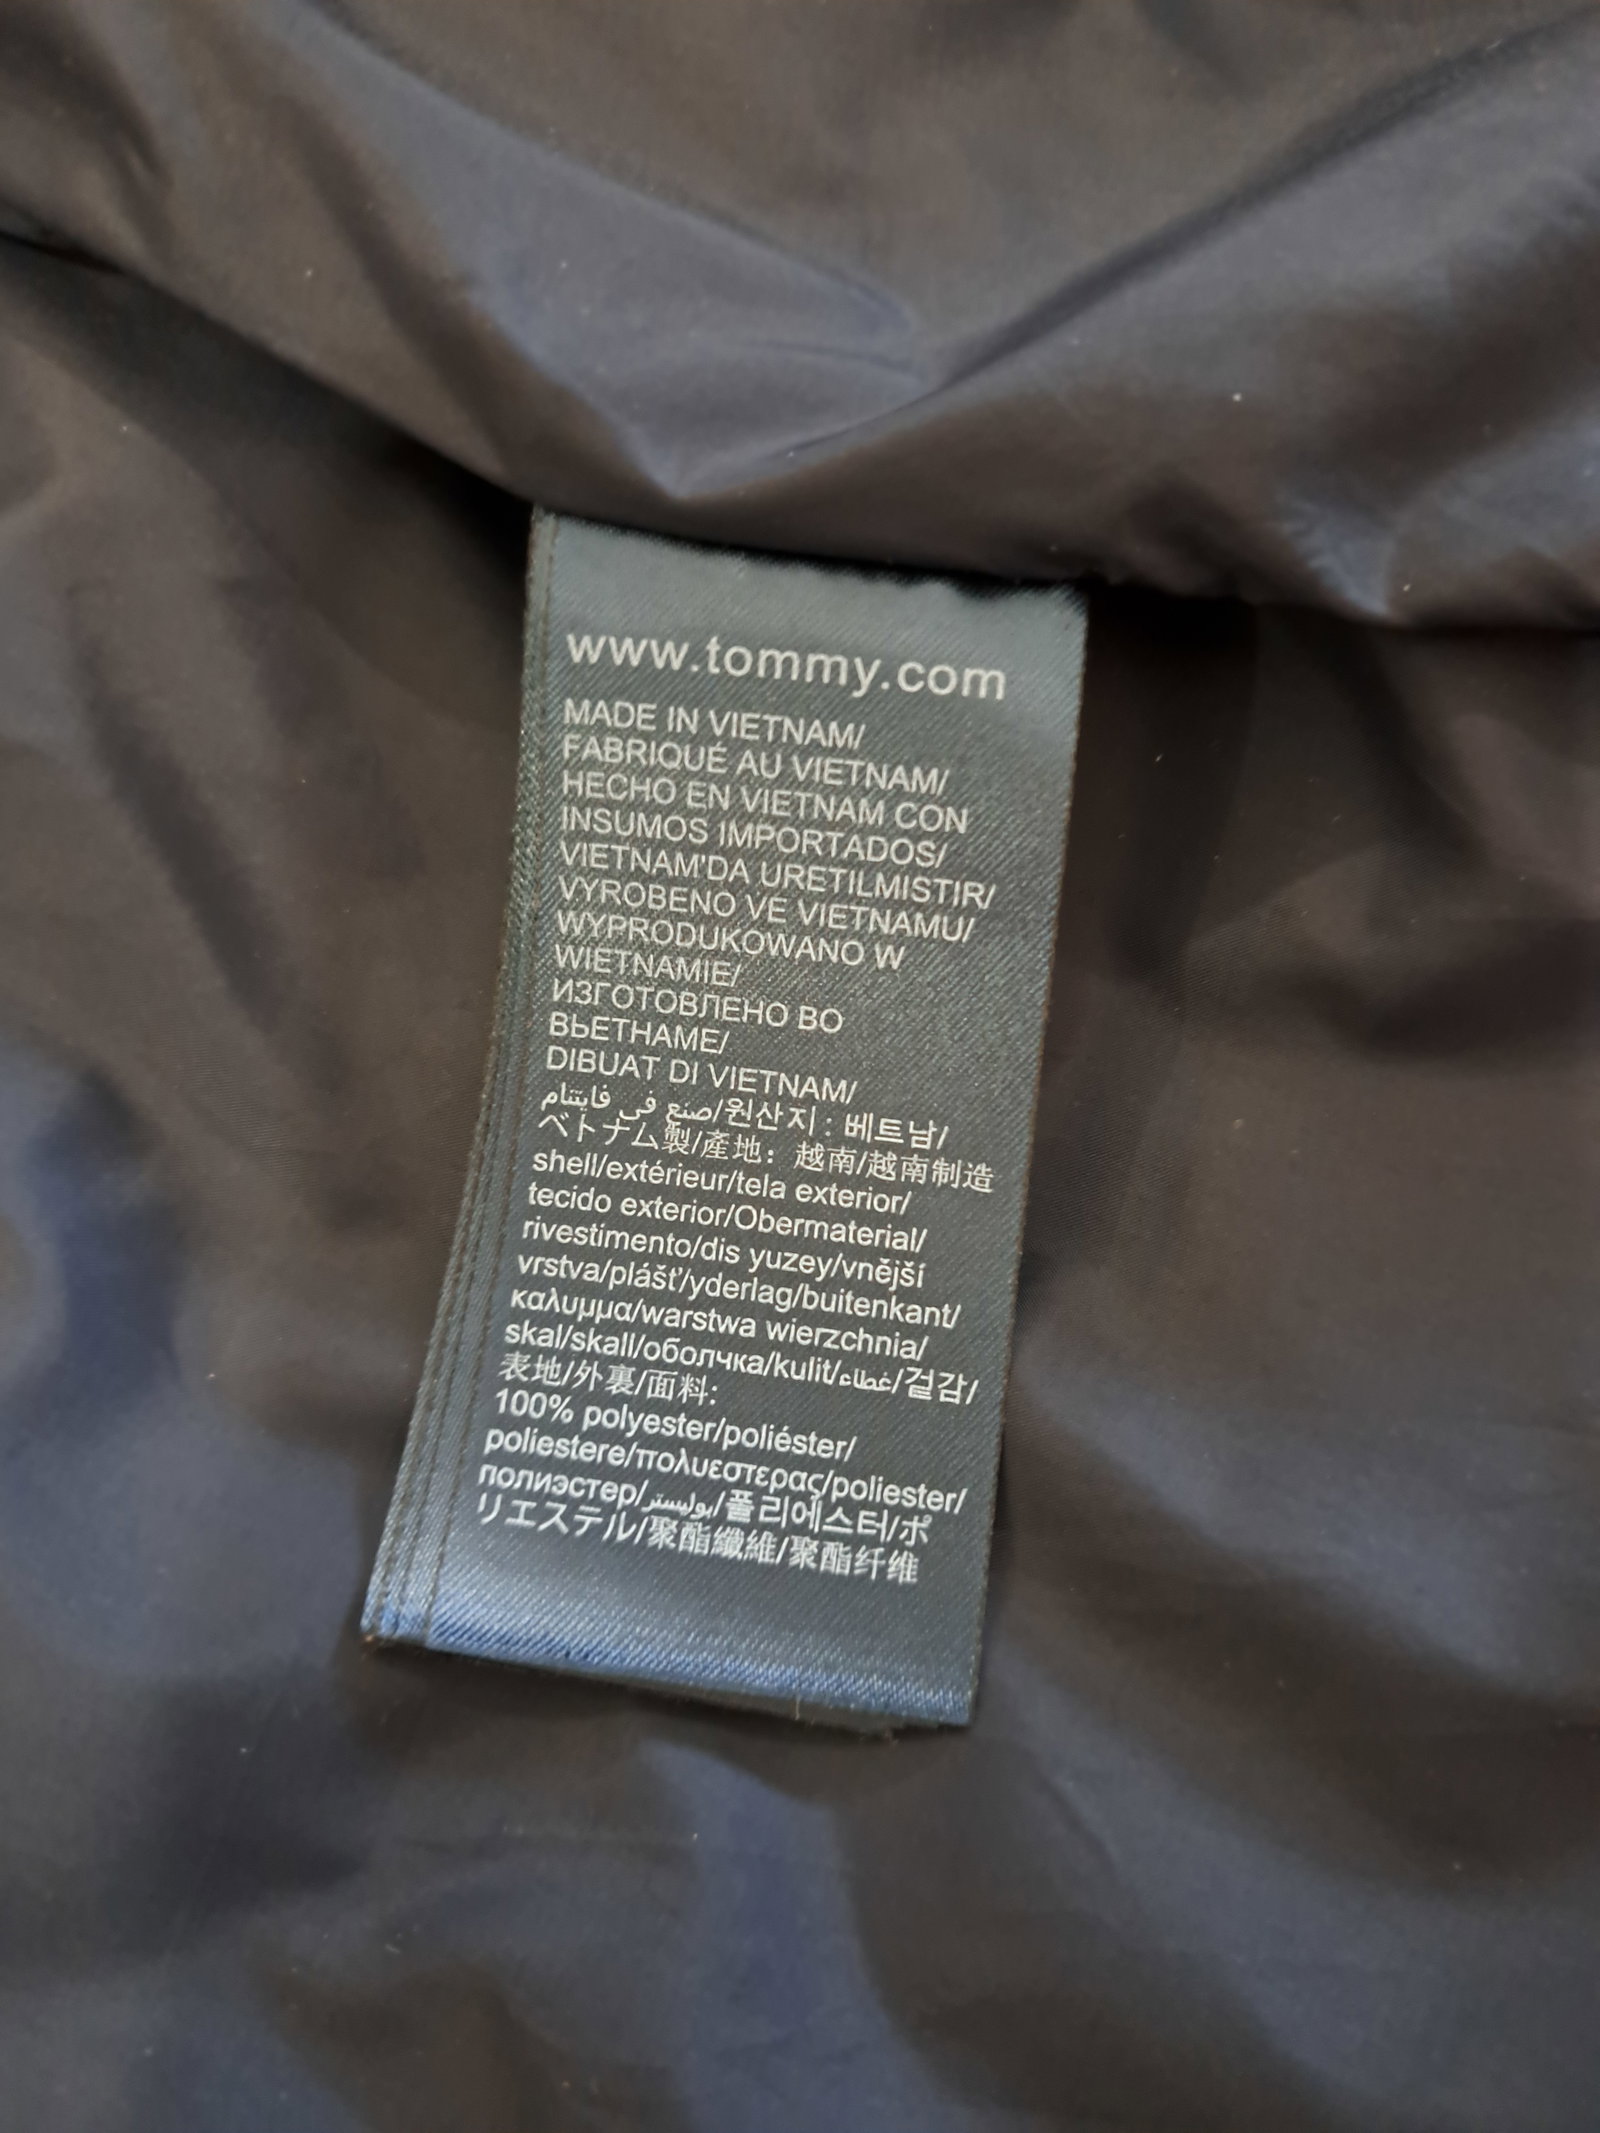 www.tommy.com
MADE IN VIETNAM/
FABRIQUÉ AU VIETNAM/
HECHO EN VIETNAM CON
INSUMOS IMPORTADOS/
VIETNAM'DA URETILMISTIR/
VYROBENO VE VIETNAMU/
WYPRODUKOWANO W
WIETNAMIE/
ИЗГОТОВЛЕНО ВО
ВЬЕТНАМЕ/
DIBUAT DI VIETNAM/
صنع في فايتنام/원산지 : 베트남/
ベトナム製/產地：越南/越南制造
shell/extérieur/tela exterior/
tecido exterior/Obermaterial/
rivestimento/dis yuzey/vnější
vrstva/plášť/yderlag/buitenkant/
καλυμμα/warstwa wierzchnia/
skal/skall/оболчка/kulit/غطاء/겉감/
表地/外裏/面料:
100% polyester/poliéster/
poliestere/πολυεστερας/poliester/
полиэстер/بوليستر/폴리에스터/ポ
リエステル/聚酯纖維/聚酯纤维